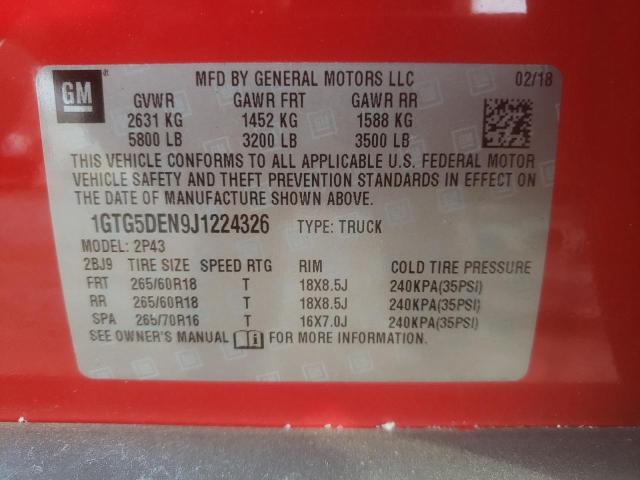 GM
MFD BY GENERAL MOTORS LLC 02/18
GVWR GAWR FRT GAWR RR
2631 KG 1452 KG 1588 KG
5800 LB 3200 LB 3500 LB
THIS VEHICLE CONFORMS TO ALL APPLICABLE U.S. FEDERAL MOTOR
VEHICLE SAFETY AND THEFT PREVENTION STANDARDS IN EFFECT ON
THE DATE OF MANUFACTURE SHOWN ABOVE.
1GTG5DEN9J1224326 TYPE: TRUCK
MODEL: 2P43
2BJ9 TIRE SIZE SPEED RTG RIM COLD TIRE PRESSURE
FRT 265/60R18 T 18X8.5J 240KPA(35PSI)
RR 265/60R18 T 18X8.5J 240KPA(35PSI)
SPA 265/70R16 T 16X7.0J 240KPA(35PSI)
SEE OWNER'S MANUAL FOR MORE INFORMATION.